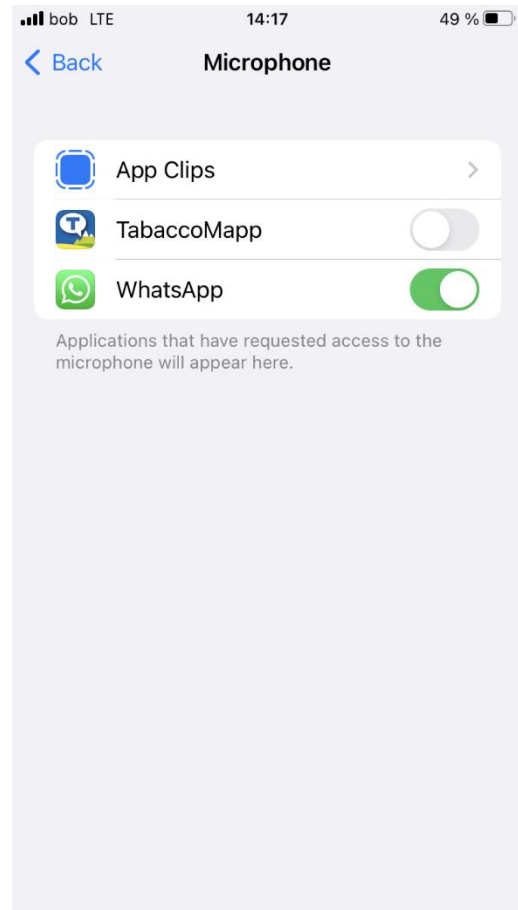 bob LTE 14:17 49 %
Back Microphone
App Clips
TabaccoMapp
WhatsApp
Applications that have requested access to the
microphone will appear here.